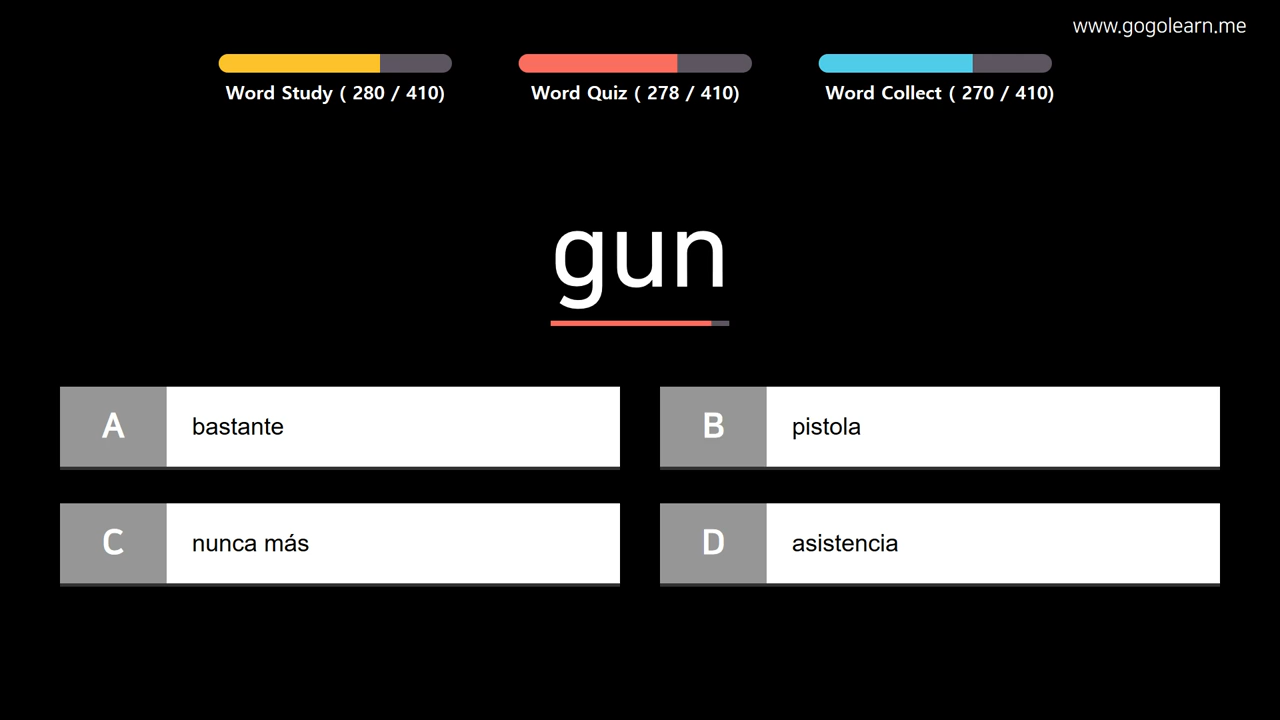 www.gogolearn.me
Word Study ( 280 / 410)
Word Quiz ( 278 / 410)
Word Collect ( 270 / 410)
gun
A bastante
B pistola
C nunca más
D asistencia